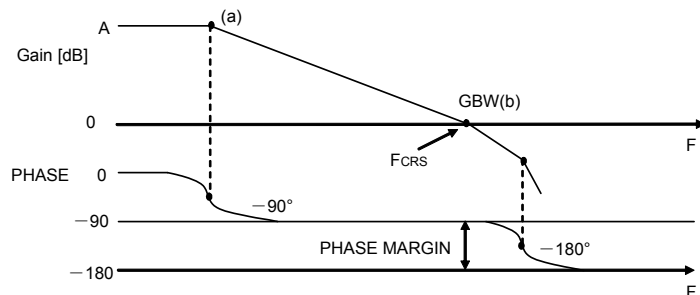 A
(a)
Gain [dB]
GBW(b)
0
F
FCRS
0
PHASE
−90°
−90
PHASE MARGIN
−180°
−180
F